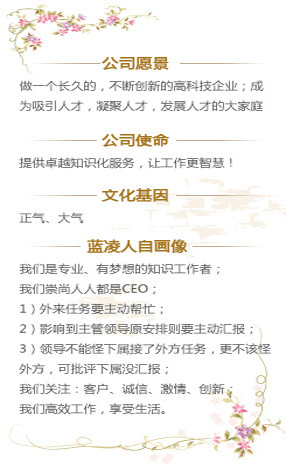 公司愿景
做一个长久的，不断创新的高科技企业；成
为吸引人才，凝聚人才，发展人才的大家庭
公司使命
提供卓越知识化服务，让工作更智慧！
文化基因
正气、大气
蓝凌人自画像
我们是专业、有梦想的知识工作者；
我们崇尚人人都是CEO；
1）外来任务要主动帮忙；
2）影响到主管领导原安排则要主动汇报；
3）领导不能怪下属接了外方任务，更不该怪
外方，可批评下属没汇报；
我们关注：客户、诚信、激情、创新；
我们高效工作，享受生活。